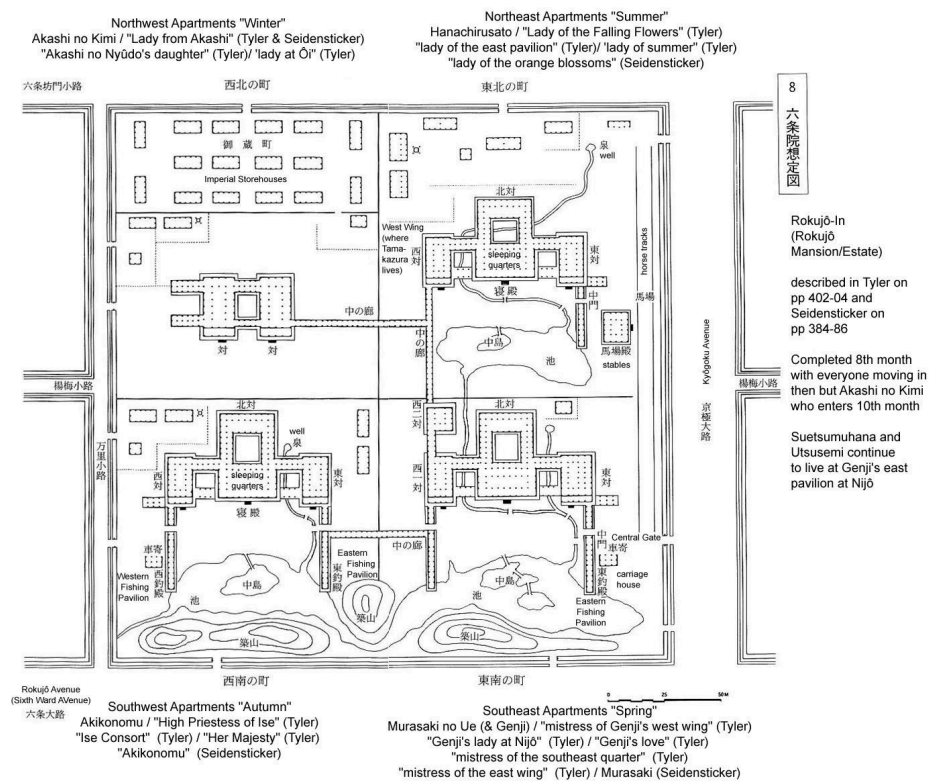 Northwest Apartments "Winter"
Akashi no Kimi / "Lady from Akashi" (Tyler & Seidensticker)
"Akashi no Nyûdo's daughter" (Tyler)/ 'lady at Ôi" (Tyler)
Northeast Apartments "Summer"
Hanachirusato / "Lady of the Falling Flowers" (Tyler)
"lady of the east pavilion" (Tyler)/ 'lady of summer" (Tyler)
"lady of the orange blossoms" (Seidensticker)
六条坊門小路
西北の町
東北の町
8 六条院想定図
御蔵町
Imperial Storehouses
泉
well
北対
West Wing
(where
Tama-
kazura
lives)
西対
sleeping
quarters
東対
horse tracks
馬場
寝殿
中門
中の廊
中の廊
対
対
中島
池
馬場殿
stables
Kyôgoku Avenue
京極大路
Rokujô-In
(Rokujô
Mansion/Estate)
described in Tyler on
pp 402-04 and
Seidensticker on
pp 384-86
Completed 8th month
with everyone moving in
then but Akashi no Kimi
who enters 10th month
Suetsumuhana and
Utsusemi continue
to live at Genji's east
pavilion at Nijô
楊梅小路
楊梅小路
万里小路
北対
well
泉
西対
sleeping
quarters
東対
寝殿
西二対
北対
西一対
東対
中の廊
中門
Central Gate
車寄
Western
Fishing
Pavilion
西釣殿
中島
池
Eastern
Fishing
Pavilion
東釣殿
築山
築山
中島
池
築山
車寄
carriage
house
東釣殿
Eastern
Fishing
Pavilion
西南の町
東南の町
Rokujô Avenue
(Sixth Ward AVenue)
六条大路
0 25 50M
Southwest Apartments "Autumn"
Akikonomu / "High Priestess of Ise" (Tyler)
"Ise Consort" (Tyler) / "Her Majesty" (Tyler)
"Akikonomu" (Seidensticker)
Southeast Apartments "Spring"
Murasaki no Ue (& Genji) / "mistress of Genji's west wing" (Tyler)
"Genji's lady at Nijô" (Tyler) / "Genji's love" (Tyler)
"mistress of the southeast quarter" (Tyler)
"mistress of the east wing" (Tyler) / Murasaki (Seidensticker)